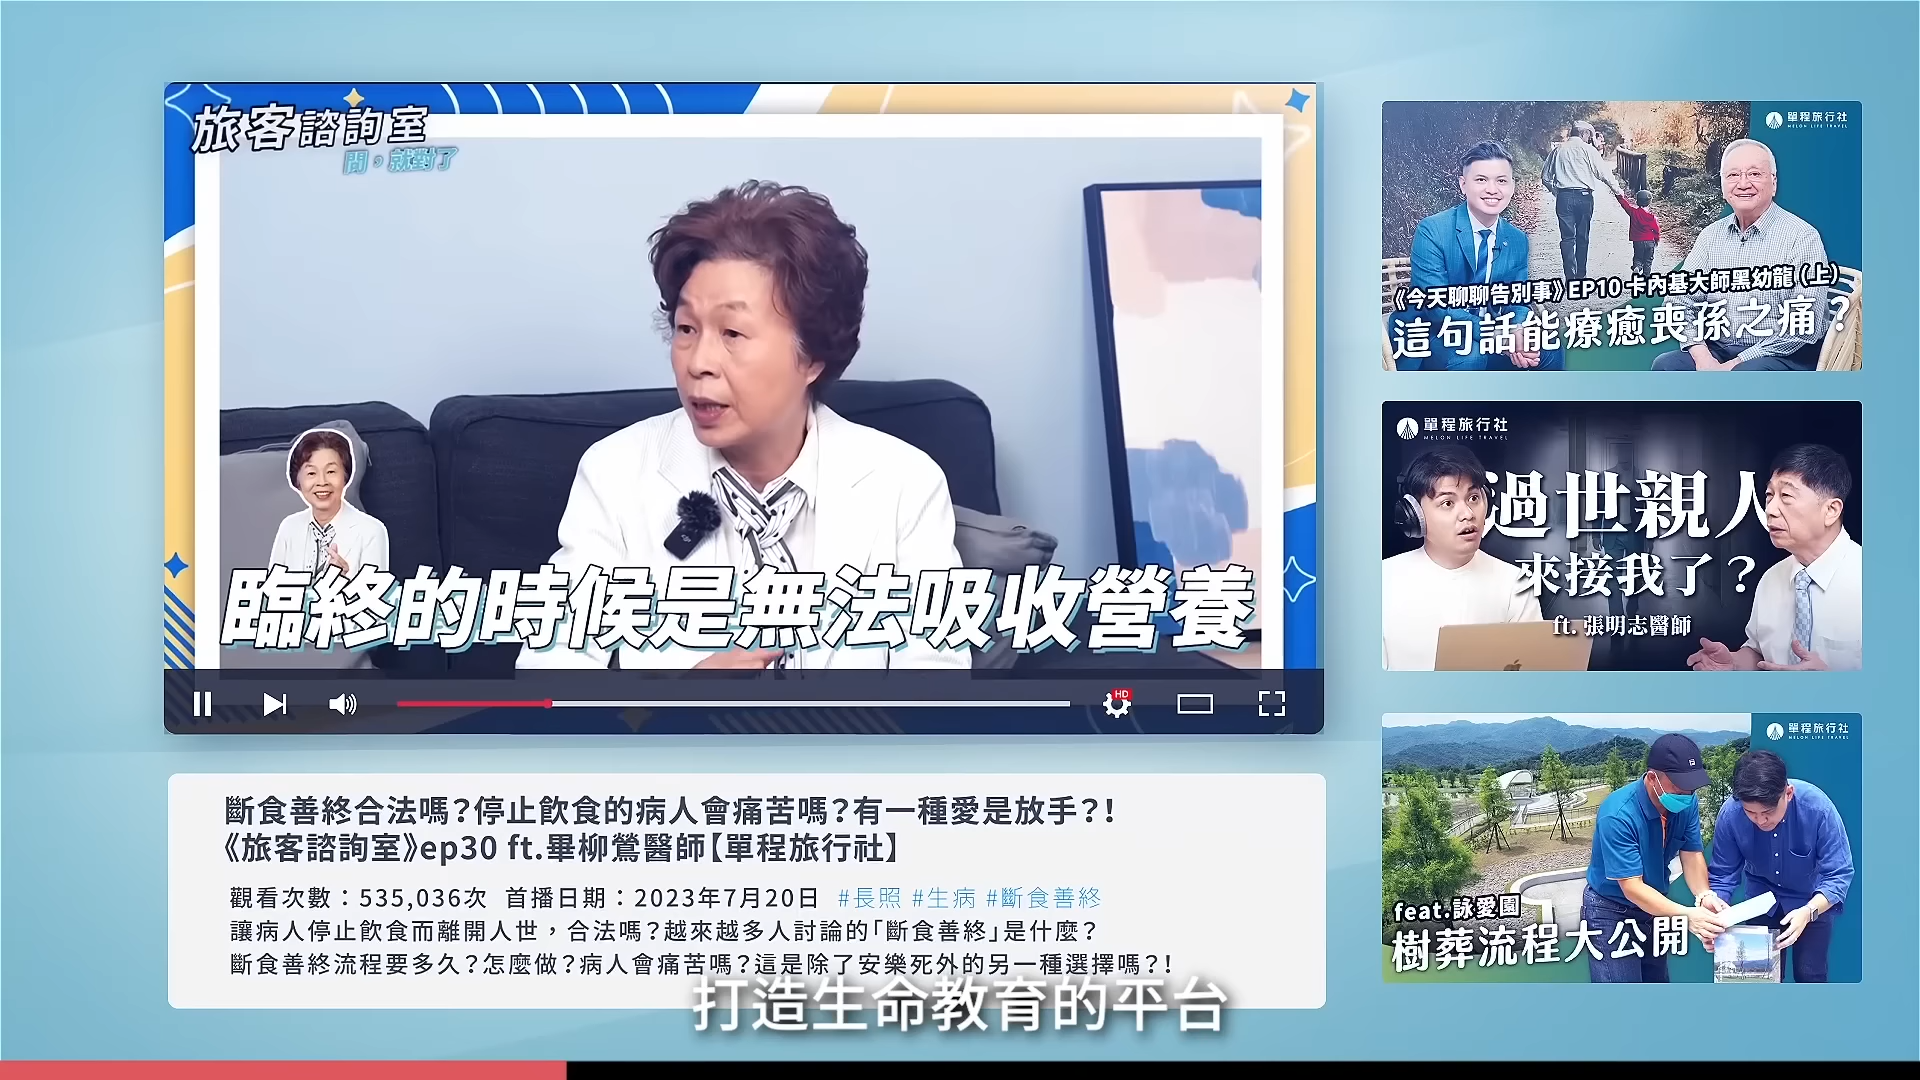 旅客諮詢室
問，就對了
臨終的時候是無法吸收營養
HD
斷食善終合法嗎？停止飲食的病人會痛苦嗎？有一種愛是放手？！
《旅客諮詢室》ep30 ft.畢柳鶯醫師【單程旅行社】
觀看次數：535,036次 首播日期：2023年7月20日 #長照 #生病 #斷食善終
讓病人停止飲食而離開人世，合法嗎？越來越多人討論的「斷食善終」是什麼？
斷食善終流程要多久？怎麼做？病人會痛苦嗎？這是除了安樂死外的另一種選擇嗎？！
打造生命教育的平台
單程旅行社
MELON LIFE TRAVEL
《今天聊聊告別事》EP10 卡內基大師黑幼龍（上）
這句話能療癒喪孫之痛？
單程旅行社
MELON LIFE TRAVEL
過世親人
來接我了？
ft. 張明志醫師
單程旅行社
MELON LIFE TRAVEL
feat.詠愛園
樹葬流程大公開